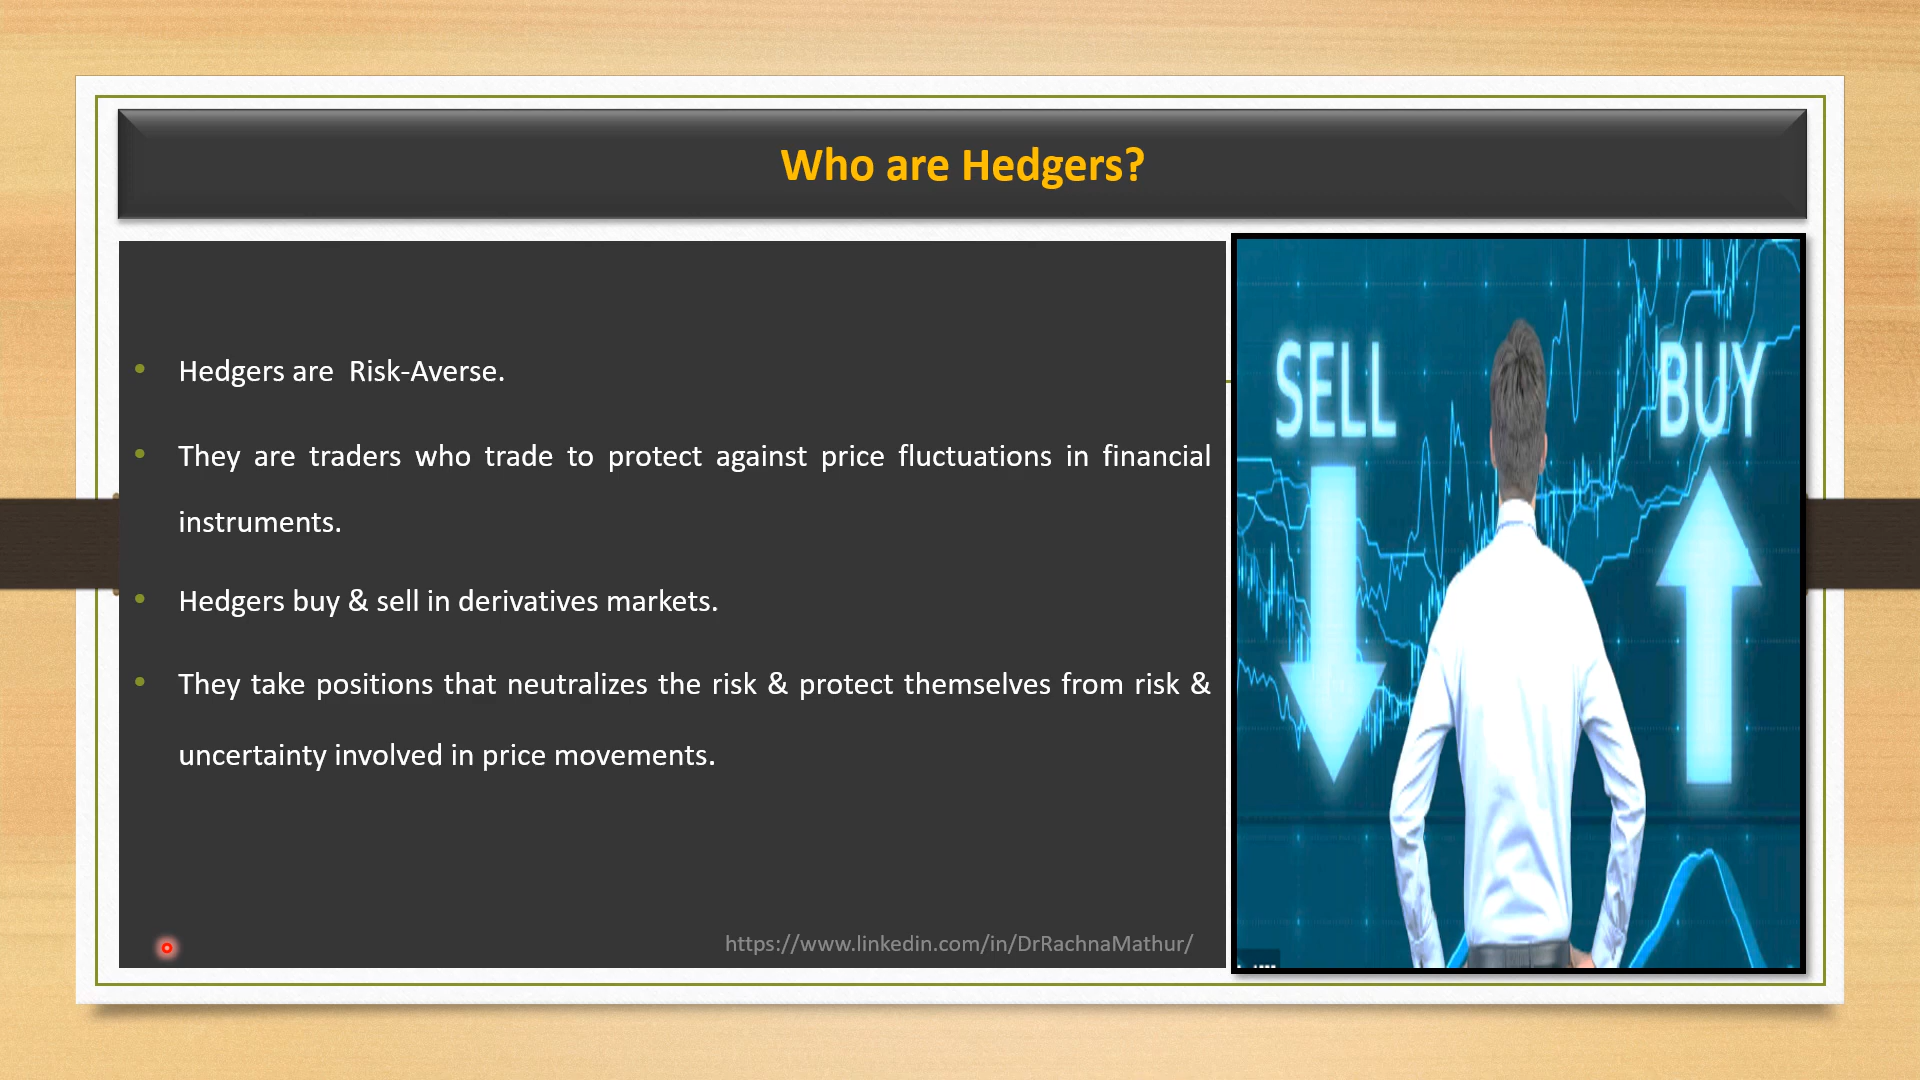 Who are Hedgers?
• Hedgers are  Risk-Averse.
• They are traders who trade to protect against price fluctuations in financial
instruments.
• Hedgers buy & sell in derivatives markets.
• They take positions that neutralizes the risk & protect themselves from risk &
uncertainty involved in price movements.
https://www.linkedin.com/in/DrRachnaMathur/
SELL
BUY